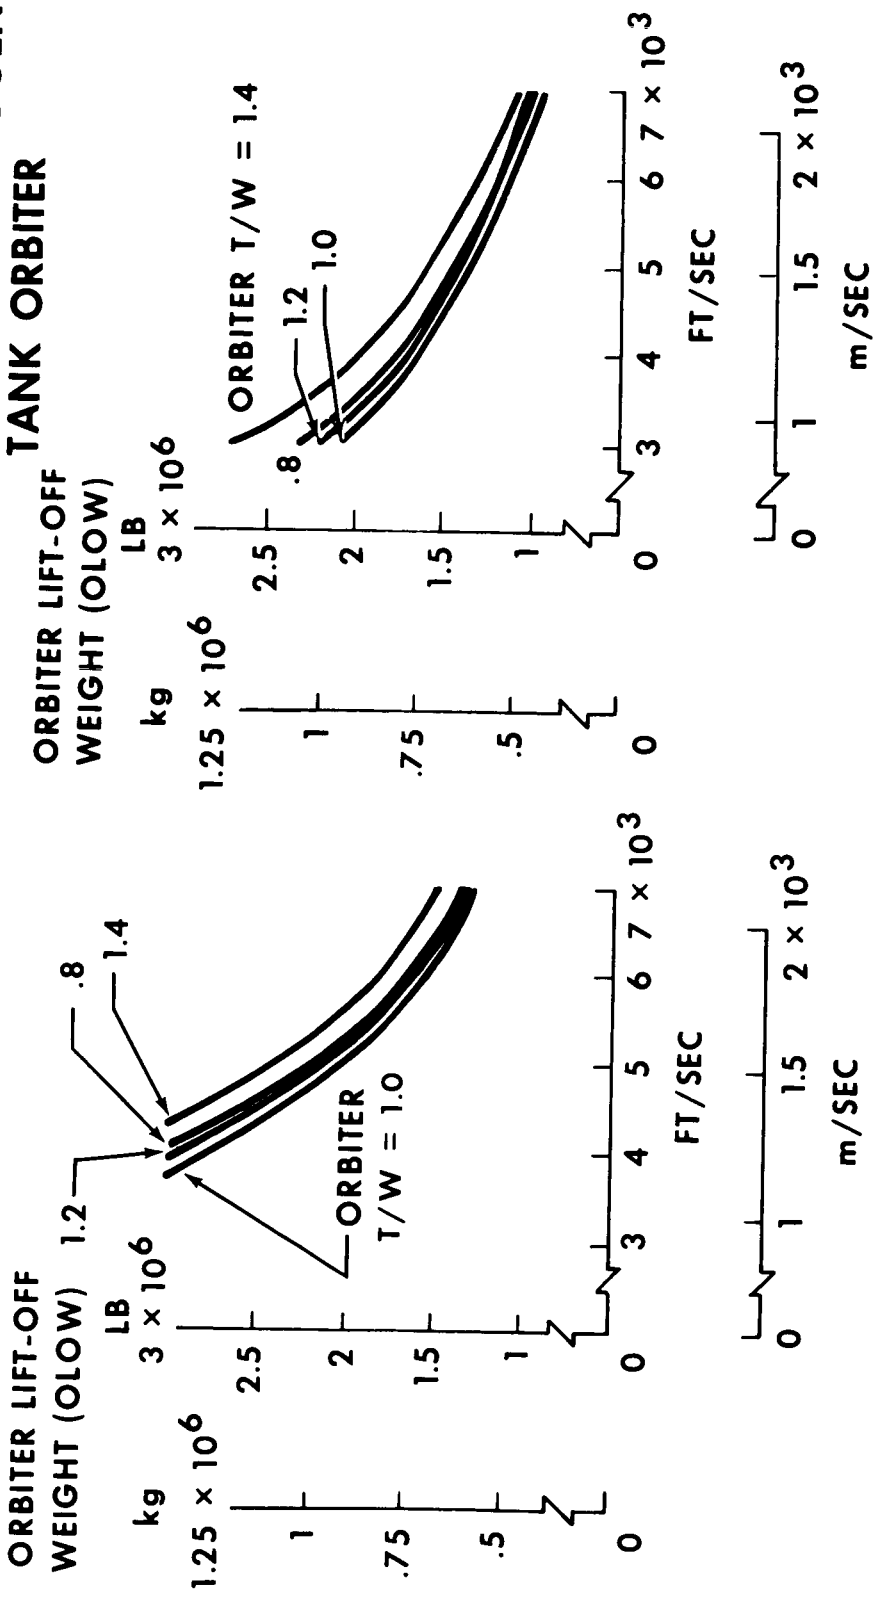 TANK ORBITER
ORBITER LIFT-OFF
WEIGHT (OLOW)
kg
LB
1.25 × 10⁶
3 × 10⁶
1
.75
.5
0
2.5
2
1.5
1
0
1.2
.8
1.4
ORBITER
T/W = 1.0
3 4 5 6 7 × 10³
FT/SEC
0 1 1.5 2 × 10³
m/SEC
ORBITER LIFT-OFF
WEIGHT (OLOW)
kg
LB
1.25 × 10⁶
3 × 10⁶
1
.75
.5
0
2.5
2
1.5
1
0
ORBITER T/W = 1.4
1.2
1.0
.8
3 4 5 6 7 × 10³
FT/SEC
0 1 1.5 2 × 10³
m/SEC